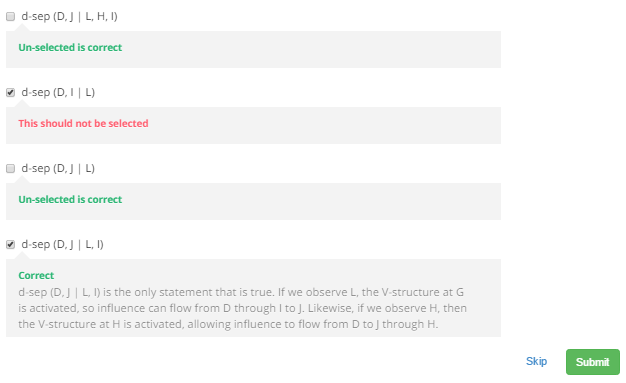 d-sep (D, J | L, H, I)
Un-selected is correct
d-sep (D, I | L)
This should not be selected
d-sep (D, J | L)
Un-selected is correct
d-sep (D, J | L, I)
Correct
d-sep (D, J | L, I) is the only statement that is true. If we observe L, the V-structure at G
is activated, so influence can flow from D through I to J. Likewise, if we observe H, then
the V-structure at H is activated, allowing influence to flow from D to J through H.
Skip Submit